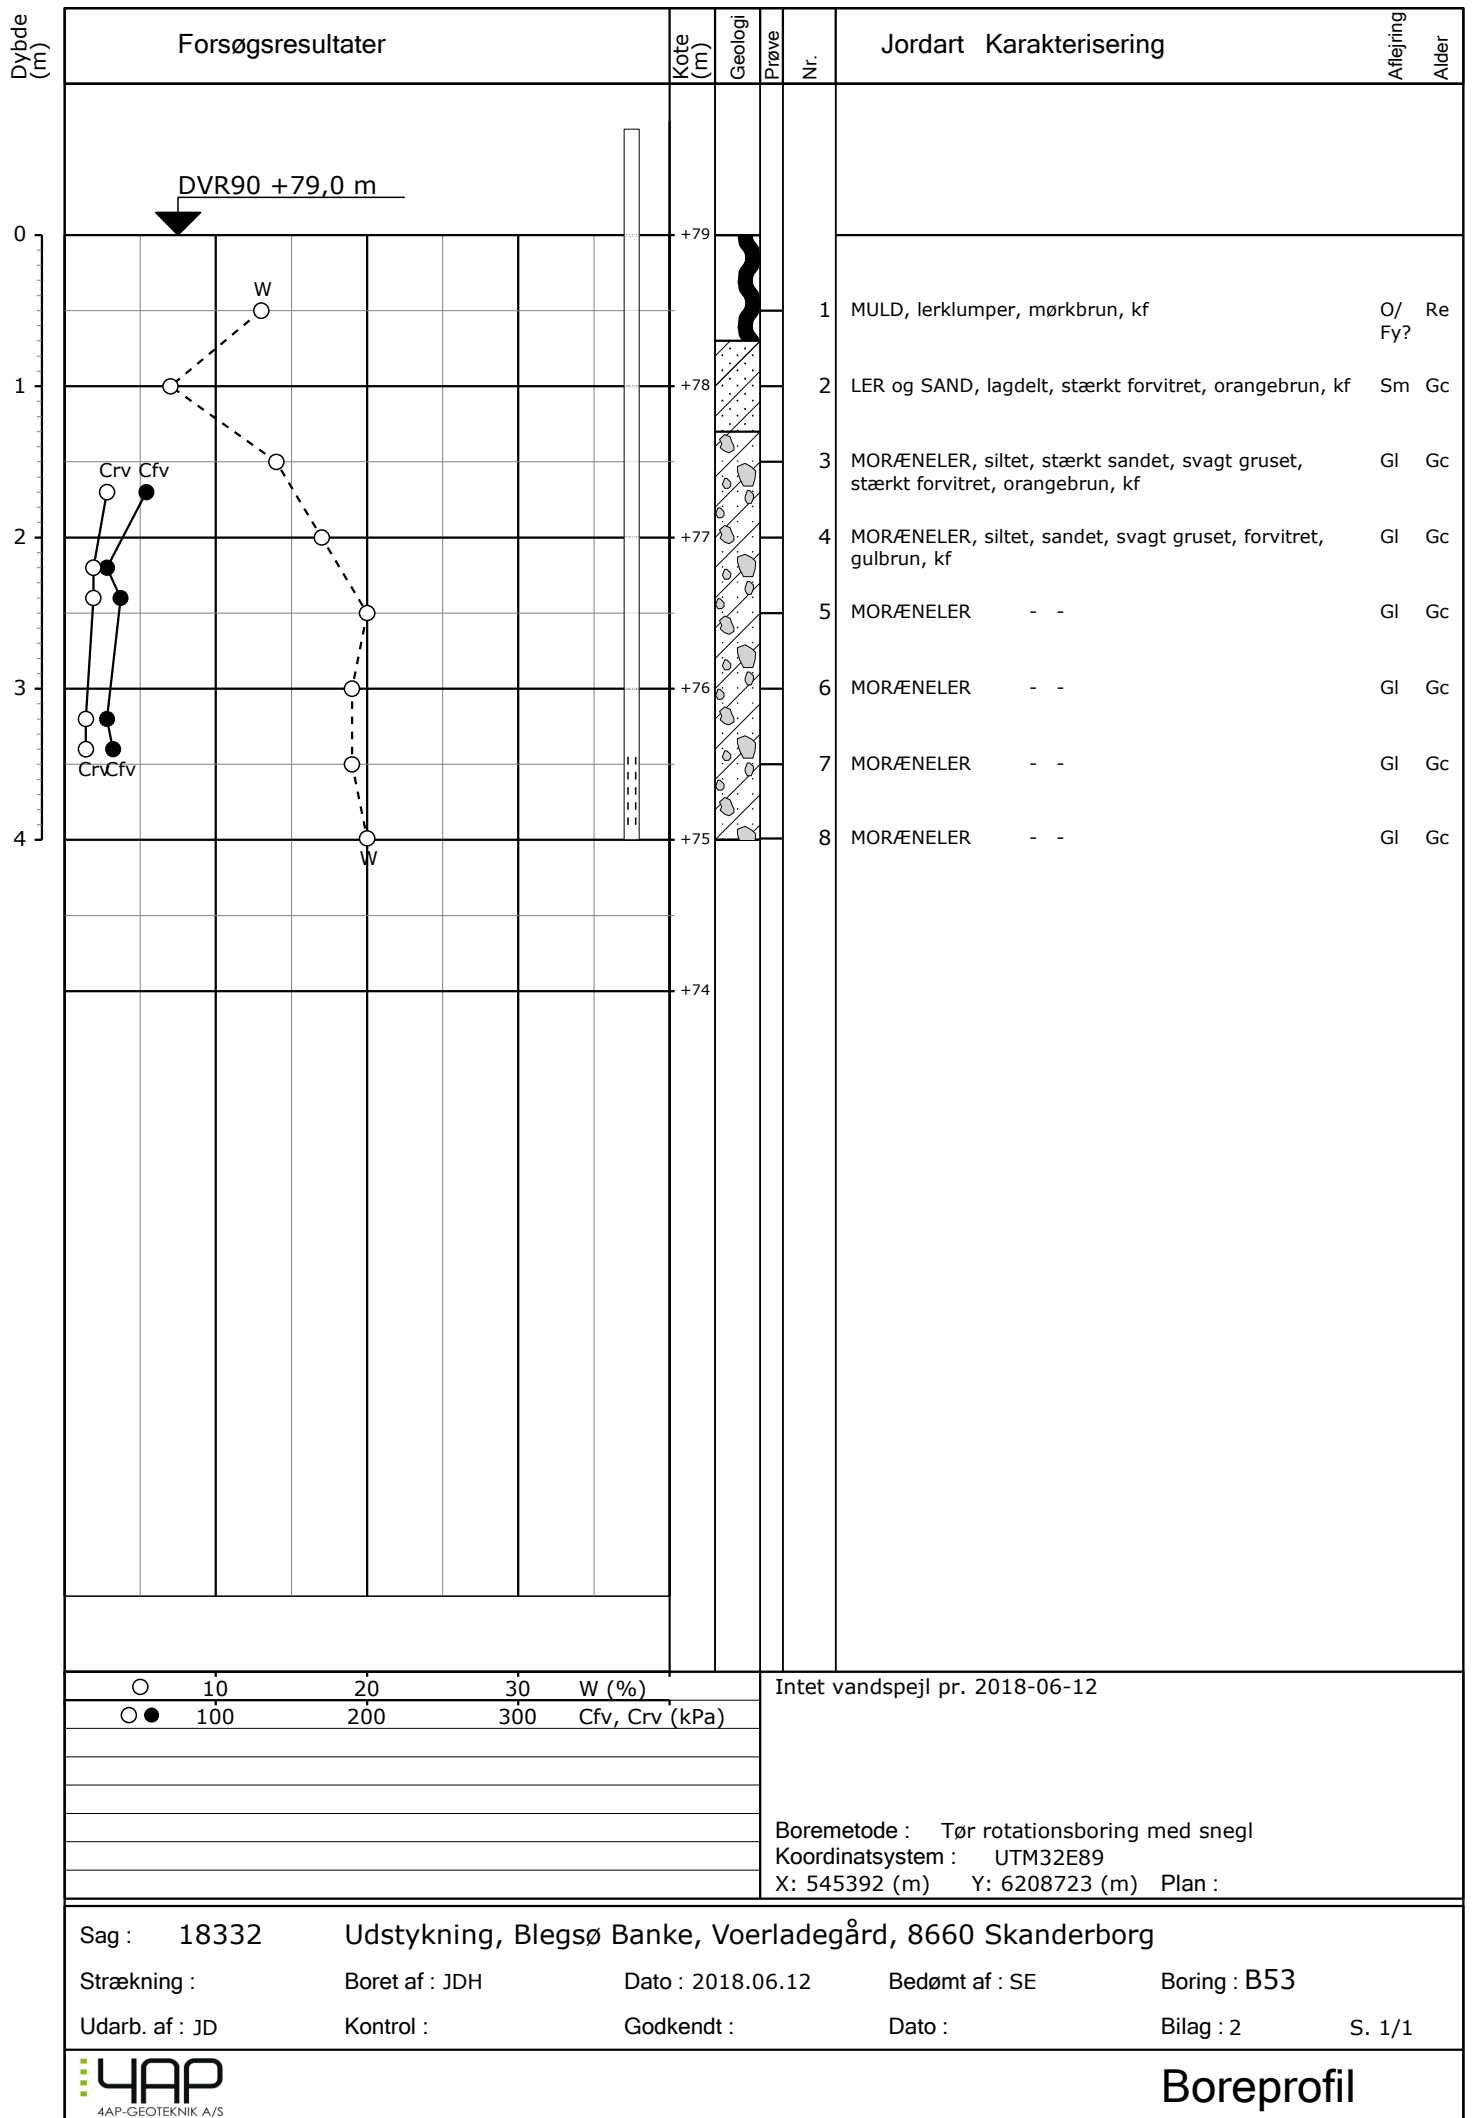 Dybde (m) Forsøgsresultater Kote (m) Geologi Prøve Nr. Jordart Karakterisering Aflejring Alder
DVR90 +79,0 m
0 +79
W
1 MULD, lerklumper, mørkbrun, kf O/ Re
Fy?
1 +78 2 LER og SAND, lagdelt, stærkt forvitret, orangebrun, kf Sm Gc
Crv Cfv 3 MORÆNELER, siltet, stærkt sandet, svagt gruset, Gl Gc
stærkt forvitret, orangebrun, kf
2 +77 4 MORÆNELER, siltet, sandet, svagt gruset, forvitret, Gl Gc
gulbrun, kf
5 MORÆNELER - - Gl Gc
3 +76 6 MORÆNELER - - Gl Gc
Crv Cfv 7 MORÆNELER - - Gl Gc
4 +75 8 MORÆNELER - - Gl Gc
W
+74
10 20 30 W (%) Intet vandspejl pr. 2018-06-12
100 200 300 Cfv, Crv (kPa)
Boremetode : Tør rotationsboring med snegl
Koordinatsystem : UTM32E89
X: 545392 (m) Y: 6208723 (m) Plan :
Sag : 18332 Udstykning, Blegsø Banke, Voerladegård, 8660 Skanderborg
Strækning : Boret af : JDH Dato : 2018.06.12 Bedømt af : SE Boring : B53
Udarb. af : JD Kontrol : Godkendt : Dato : Bilag : 2 S. 1/1
4AP
4AP-GEOTEKNIK A/S
Boreprofil